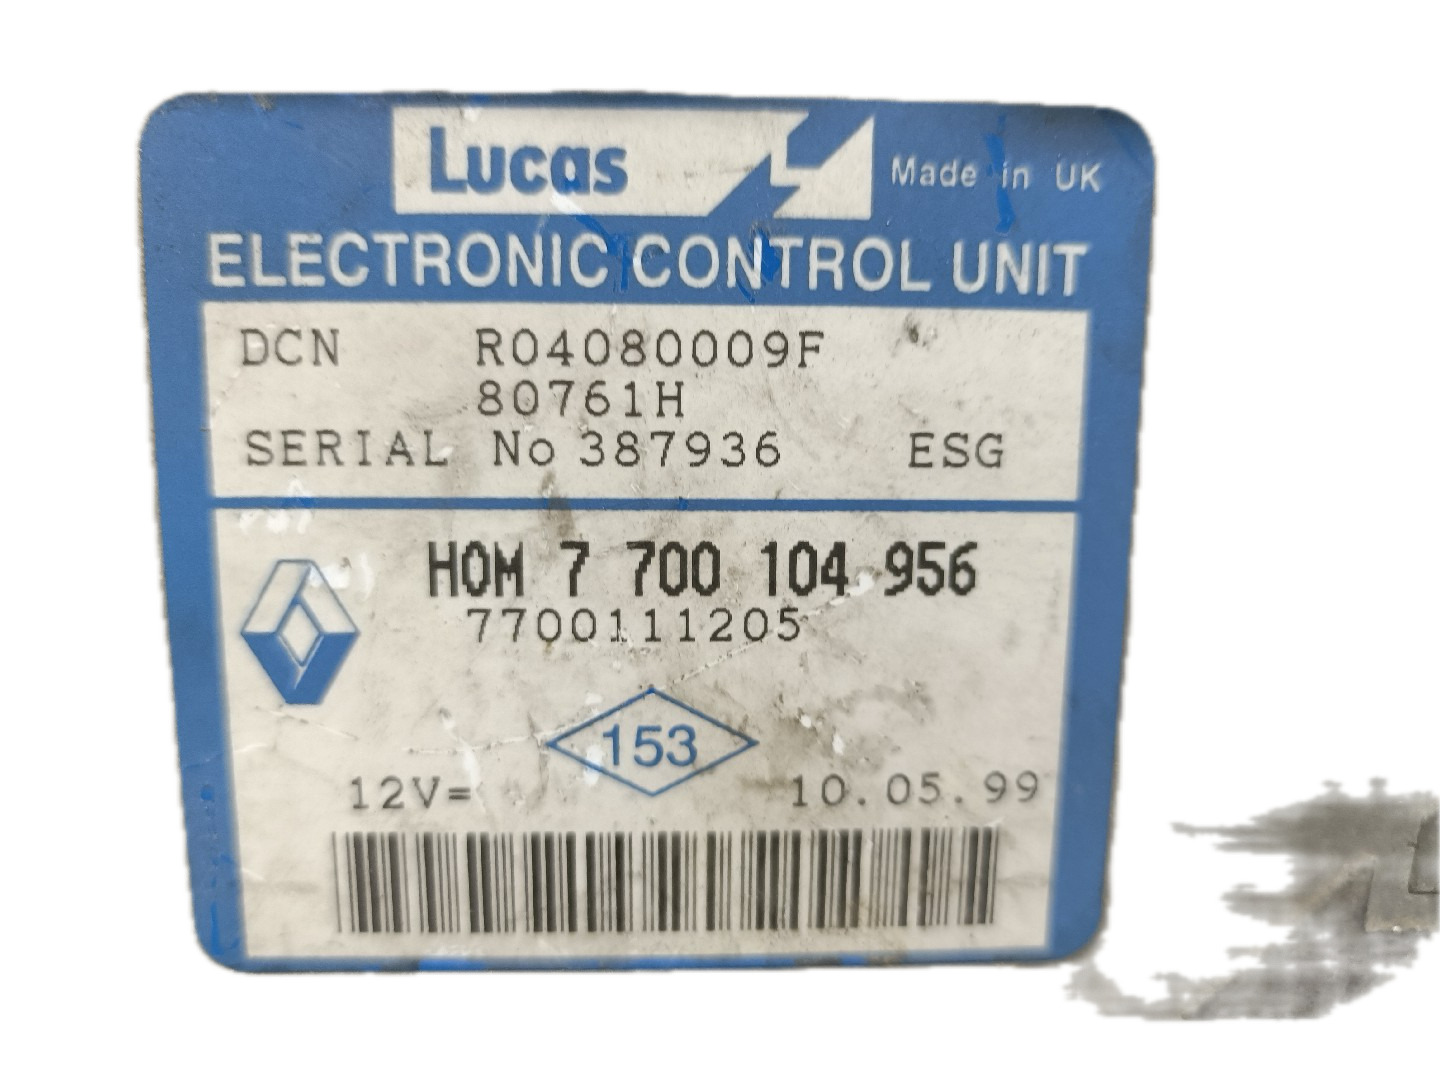 Lucas Made in UK
ELECTRONIC CONTROL UNIT
DCN R04080009F
80761H
SERIAL No 387936 ESG
HOM 7 700 104 956
7700111205
153
12V= 10.05.99